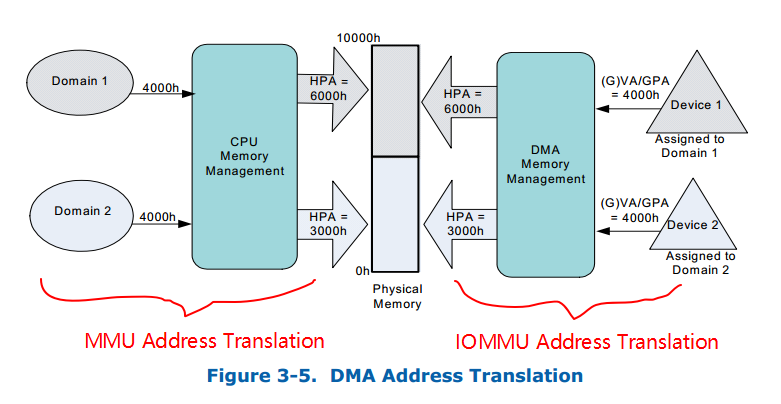 10000h
Domain 1
4000h
CPU
Memory
Management
HPA =
6000h
HPA =
6000h
DMA
Memory
Management
(G)VA/GPA
= 4000h
Device 1
Assigned to
Domain 1
Domain 2
4000h
HPA =
3000h
HPA =
3000h
(G)VA/GPA
= 4000h
Device 2
Assigned to
Domain 2
0h
Physical
Memory
MMU Address Translation
IOMMU Address Translation
Figure 3-5. DMA Address Translation